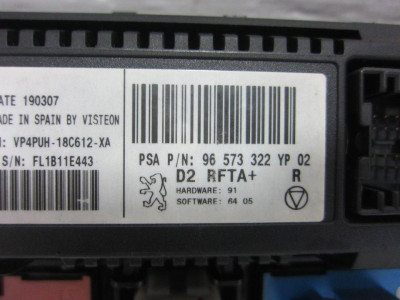 ATE 190307
ADE IN SPAIN BY VISTEON
N: VP4PUH-18C612-XA
S/N: FL1B11E443
PSA P/N: 96 573 322 YP 02
D2 RFTA+ R
HARDWARE: 91
SOFTWARE: 64 05